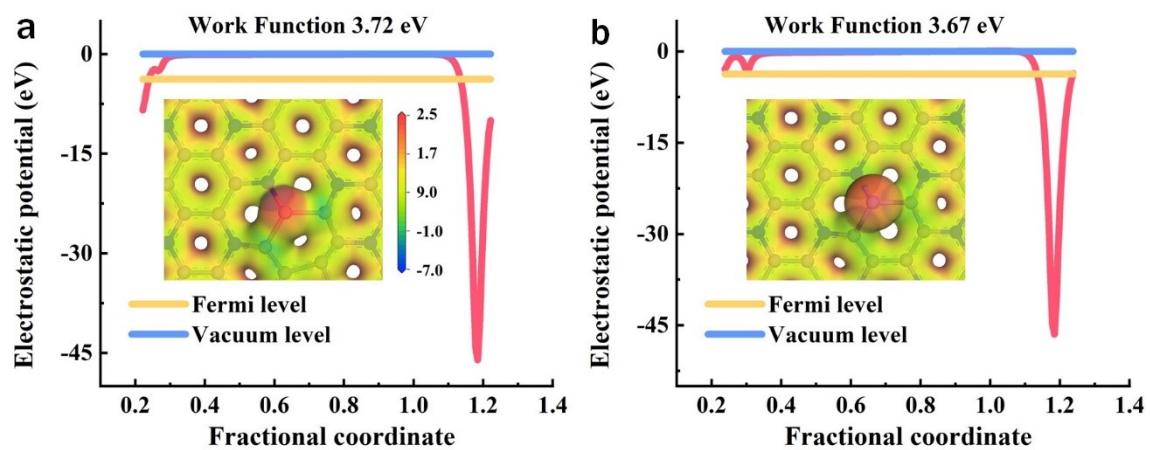 a
Work Function 3.72 eV
Electrostatic potential (eV)
0
-15
-30
-45
2.5
1.7
9.0
-1.0
-7.0
Fermi level
Vacuum level
0.2 0.4 0.6 0.8 1.0 1.2 1.4
Fractional coordinate
b
Work Function 3.67 eV
Electrostatic potential (eV)
0
-15
-30
-45
Fermi level
Vacuum level
0.2 0.4 0.6 0.8 1.0 1.2 1.4
Fractional coordinate